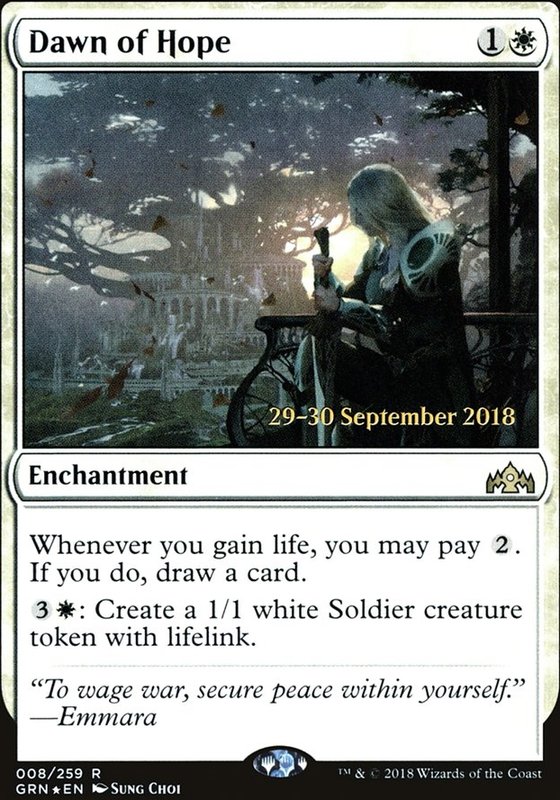 Dawn of Hope 1
29–30 September 2018
Enchantment
Whenever you gain life, you may pay 2.
If you do, draw a card.
3: Create a 1/1 white Soldier creature
token with lifelink.
“To wage war, secure peace within yourself.”
—Emmara
008/259 R
GRN★EN Sung Choi
™ & © 2018 Wizards of the Coast